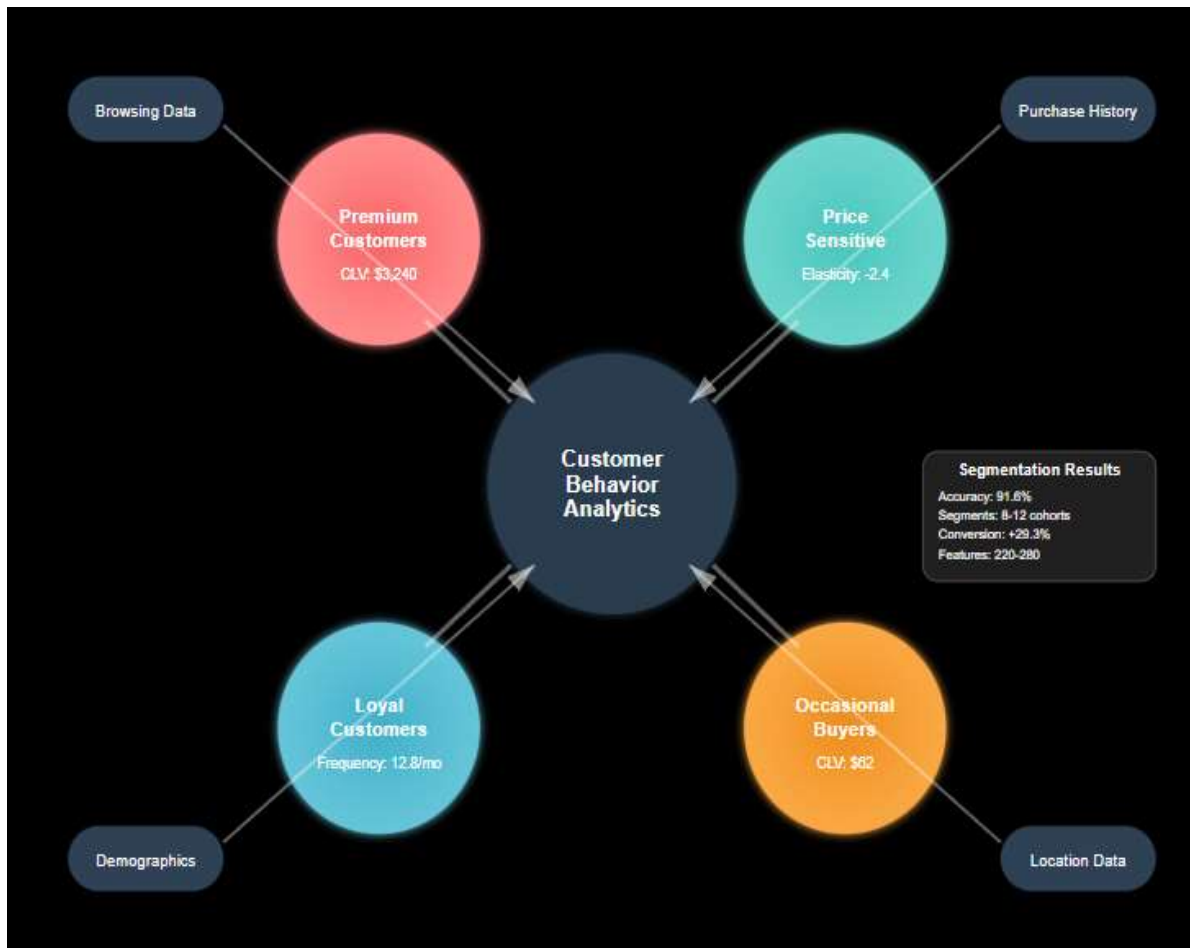 Browsing Data
Purchase History
Premium
Customers
CLV: $3,240
Price
Sensitive
Elasticity: -2.4
Customer
Behavior
Analytics
Segmentation Results
Accuracy: 91.6%
Segments: 8-12 cohorts
Conversion: +29.3%
Features: 220-280
Loyal
Customers
Frequency: 12.8/mo
Occasional
Buyers
CLV: $62
Demographics
Location Data